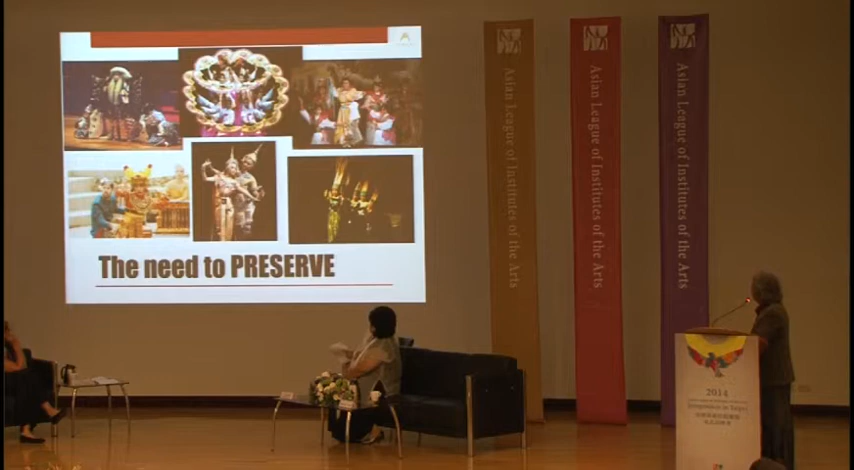 The need to PRESERVE
Asian League of Institutes of the Arts
Asian League of Institutes of the Arts
Asian League of Institutes of the Arts
2014